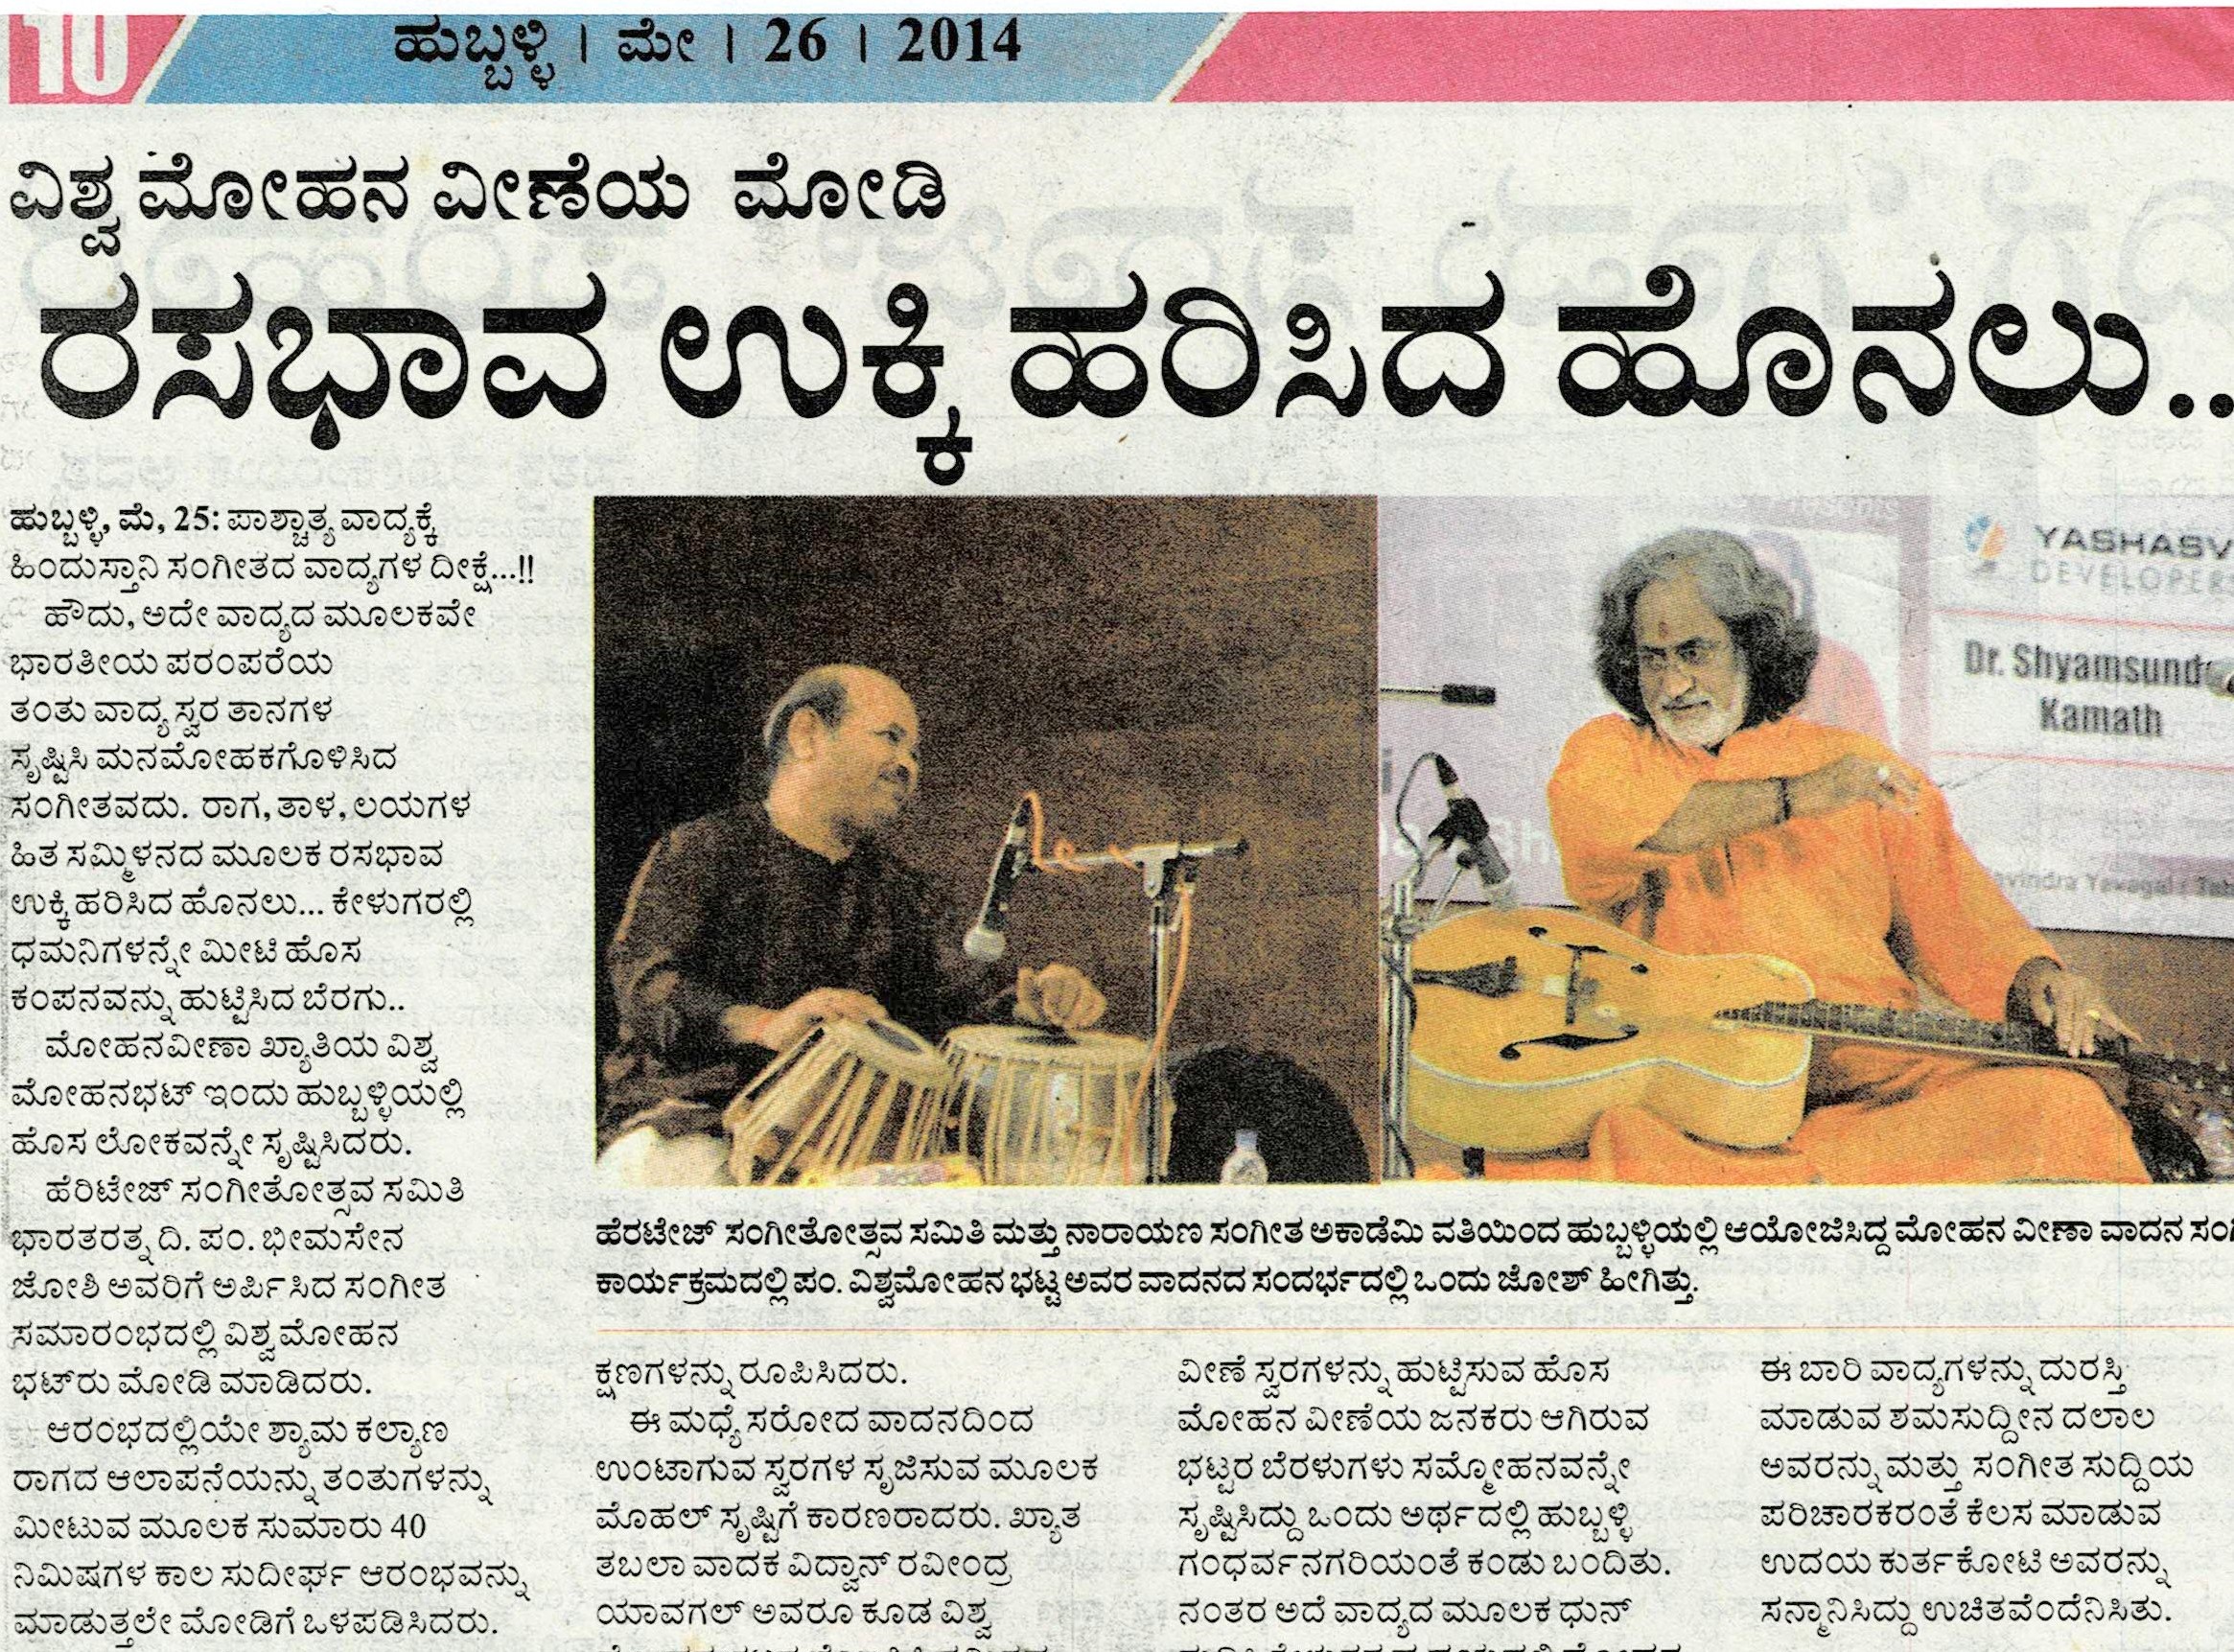 10
ಹುಬ್ಬಳ್ಳಿ । ಮೇ । 26 । 2014
ವಿಶ್ವ ಮೋಹನ ವೀಣೆಯ ಮೋಡಿ
ರಸಭಾವ ಉಕ್ಕಿ ಹರಿಸಿದ ಹೊನಲು..
ಹುಬ್ಬಳ್ಳಿ, ಮೆ, 25: ಪಾಶ್ಚಾತ್ಯ ವಾದ್ಯಕ್ಕೆ
ಹಿಂದುಸ್ತಾನಿ ಸಂಗೀತದ ವಾದ್ಯಗಳ ದೀಕ್ಷೆ...!!
ಹೌದು, ಅದೇ ವಾದ್ಯದ ಮೂಲಕವೇ
ಭಾರತೀಯ ಪರಂಪರೆಯ
ತಂತು ವಾದ್ಯ ಸ್ವರ ತಾನಗಳ
ಸೃಷ್ಟಿಸಿ ಮನಮೋಹಕಗೊಳಿಸಿದ
ಸಂಗೀತವದು. ರಾಗ, ತಾಳ, ಲಯಗಳ
ಹಿತ ಸಮ್ಮಿಳನದ ಮೂಲಕ ರಸಭಾವ
ಉಕ್ಕಿ ಹರಿಸಿದ ಹೊನಲು... ಕೇಳುಗರಲ್ಲಿ
ಧಮನಿಗಳನ್ನೇ ಮೀಟಿ ಹೊಸ
ಕಂಪನವನ್ನು ಹುಟ್ಟಿಸಿದ ಬೆರಗು..
ಮೋಹನವೀಣಾ ಖ್ಯಾತಿಯ ವಿಶ್ವ
ಮೋಹನಭಟ್ ಇಂದು ಹುಬ್ಬಳ್ಳಿಯಲ್ಲಿ
ಹೊಸ ಲೋಕವನ್ನೇ ಸೃಷ್ಟಿಸಿದರು.
ಹೆರಿಟೇಜ್ ಸಂಗೀತೋತ್ಸವ ಸಮಿತಿ
ಭಾರತರತ್ನ ದಿ. ಪಂ. ಭೀಮಸೇನ
ಜೋಶಿ ಅವರಿಗೆ ಅರ್ಪಿಸಿದ ಸಂಗೀತ
ಸಮಾರಂಭದಲ್ಲಿ ವಿಶ್ವಮೋಹನ
ಭಟ್‌ರು ಮೋಡಿ ಮಾಡಿದರು.
ಆರಂಭದಲ್ಲಿಯೇ ಶ್ಯಾಮ ಕಲ್ಯಾಣ
ರಾಗದ ಆಲಾಪನೆಯನ್ನು ತಂತುಗಳನ್ನು
ಮೀಟುವ ಮೂಲಕ ಸುಮಾರು 40
ನಿಮಿಷಗಳ ಕಾಲ ಸುದೀರ್ಘ ಆರಂಭವನ್ನು
ಮಾಡುತ್ತಲೇ ಮೋಡಿಗೆ ಒಳಪಡಿಸಿದರು.
YASHASV
DEVELOPER
Dr. Shyamsund
Kamath
ಹೆರಟೇಜ್ ಸಂಗೀತೋತ್ಸವ ಸಮಿತಿ ಮತ್ತು ನಾರಾಯಣ ಸಂಗೀತ ಅಕಾಡೆಮಿ ವತಿಯಿಂದ ಹುಬ್ಬಳ್ಳಿಯಲ್ಲಿ ಆಯೋಜಿಸಿದ್ದ ಮೋಹನ ವೀಣಾ ವಾದನ
ಕಾರ್ಯಕ್ರಮದಲ್ಲಿ ಪಂ. ವಿಶ್ವಮೋಹನ ಭಟ್ಟ ಅವರ ವಾದನದ ಸಂದರ್ಭದಲ್ಲಿ ಒಂದು ಜೋಶ್ ಹೀಗಿತ್ತು.
ಕ್ಷಣಗಳನ್ನು ರೂಪಿಸಿದರು.
ಈ ಮಧ್ಯೆ ಸರೋದ ವಾದನದಿಂದ
ಉಂಟಾಗುವ ಸ್ವರಗಳ ಸೃಜಿಸುವ ಮೂಲಕ
ಮೊಹಲ್ ಸೃಷ್ಟಿಗೆ ಕಾರಣರಾದರು. ಖ್ಯಾತ
ತಬಲಾ ವಾದಕ ವಿದ್ವಾನ್ ರವೀಂದ್ರ
ಯಾವಗಲ್ ಅವರೂ ಕೂಡ ವಿಶ್ವ
ವೀಣೆ ಸ್ವರಗಳನ್ನು ಹುಟ್ಟಿಸುವ ಹೊಸ
ಮೋಹನ ವೀಣೆಯ ಜನಕರು ಆಗಿರುವ
ಭಟ್ಟರ ಬೆರಳುಗಳು ಸಮ್ಮೋಹನವನ್ನೇ
ಸೃಷ್ಟಿಸಿದ್ದು ಒಂದು ಅರ್ಥದಲ್ಲಿ ಹುಬ್ಬಳ್ಳಿ
ಗಂಧರ್ವನಗರಿಯಂತೆ ಕಂಡು ಬಂದಿತು.
ನಂತರ ಅದೆ ವಾದ್ಯದ ಮೂಲಕ ಧುನ್
ಈ ಬಾರಿ ವಾದ್ಯಗಳನ್ನು ದುರಸ್ತಿ
ಮಾಡುವ ಶಮಸುದ್ದೀನ ದಲಾಲ
ಅವರನ್ನು ಮತ್ತು ಸಂಗೀತ ಸುದ್ದಿಯ
ಪರಿಚಾರಕರಂತೆ ಕೆಲಸ ಮಾಡುವ
ಉದಯ ಕುರ್ತಕೋಟಿ ಅವರನ್ನು
ಸನ್ಮಾನಿಸಿದ್ದು ಉಚಿತವೆಂದೆನಿಸಿತು.